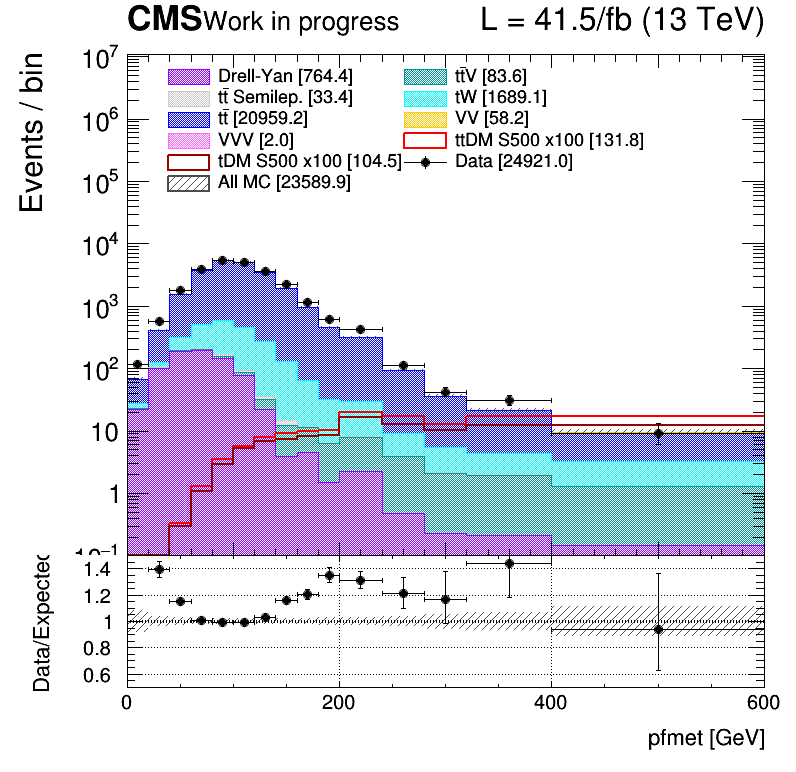 CMS Work in progress L = 41.5/fb (13 TeV)
Events / bin
Drell-Yan [764.4] tt̄V [83.6]
tt̄ Semilep. [33.4] tW [1689.1]
tt̄ [20959.2] VV [58.2]
VVV [2.0] ttDM S500 x100 [131.8]
tDM S500 x100 [104.5] Data [24921.0]
All MC [23589.9]
10⁷
10⁶
10⁵
10⁴
10³
10²
10
1
10⁻¹
Data/Expected
1.4
1.2
1
0.8
0.6
0 200 400 600
pfmet [GeV]